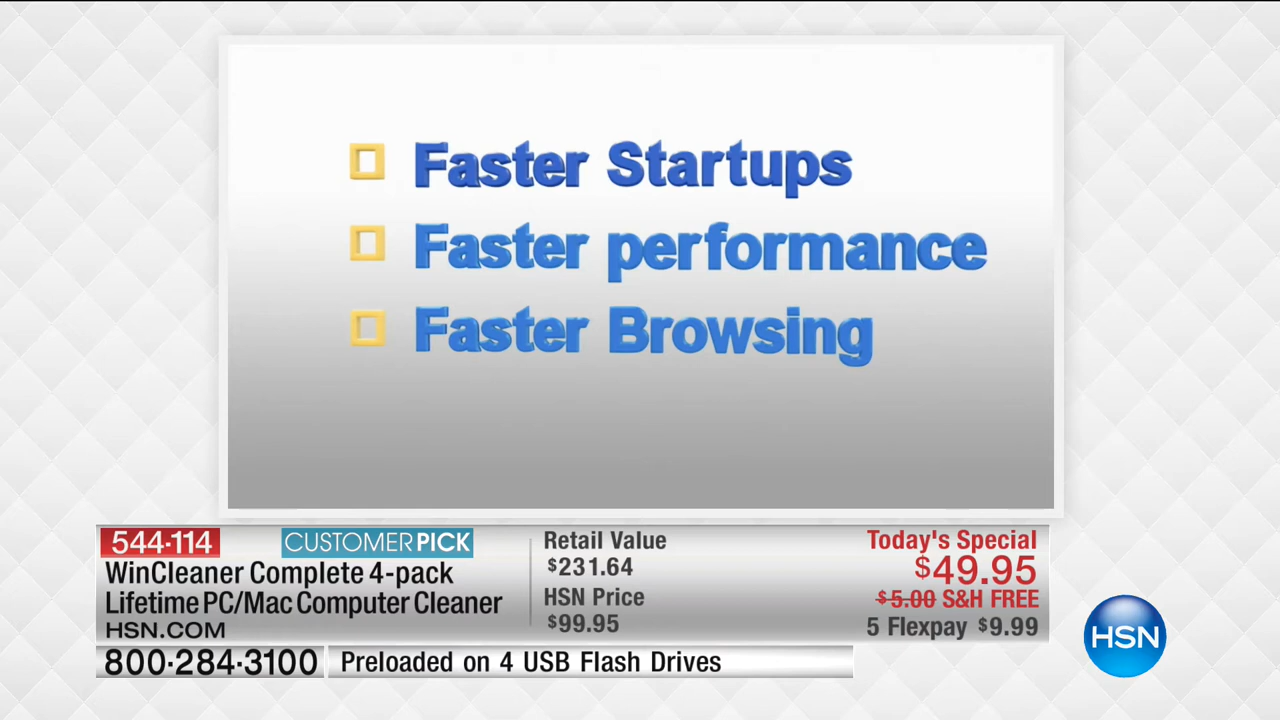 Faster Startups
Faster performance
Faster Browsing
544-114 CUSTOMER PICK
WinCleaner Complete 4-pack
Lifetime PC/Mac Computer Cleaner
HSN.COM
Retail Value
$231.64
HSN Price
$99.95
Today's Special
$49.95
$5.00 S&H FREE
5 Flexpay $9.99
HSN
800-284-3100 Preloaded on 4 USB Flash Drives